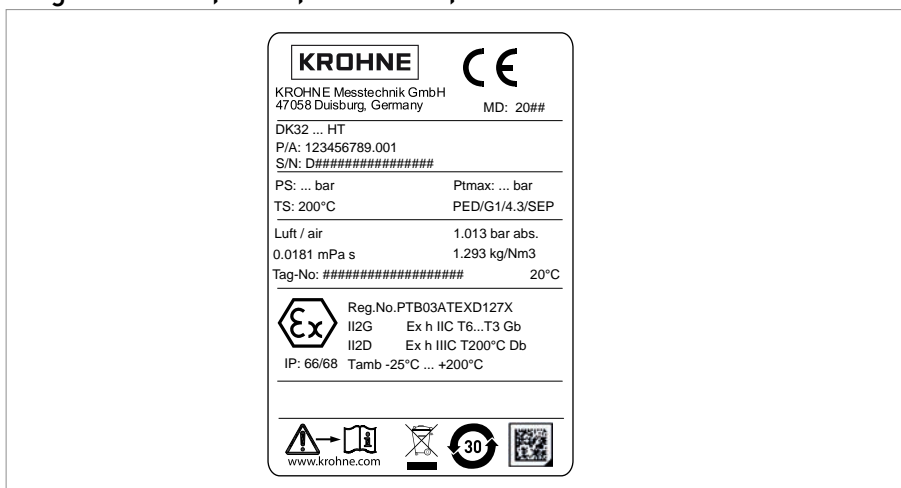 KROHNE
CE
KROHNE Messtechnik GmbH
47058 Duisburg, Germany MD: 20##
DK32 ... HT
P/A: 123456789.001
S/N: D################
PS: ... bar Ptmax: ... bar
TS: 200°C PED/G1/4.3/SEP
Luft / air 1.013 bar abs.
0.0181 mPa s 1.293 kg/Nm3
Tag-No: ################### 20°C
Ex
Reg.No.PTB03ATEXD127X
II2G Ex h IIC T6...T3 Gb
II2D Ex h IIIC T200°C Db
IP: 66/68 Tamb -25°C ... +200°C
30
www.krohne.com